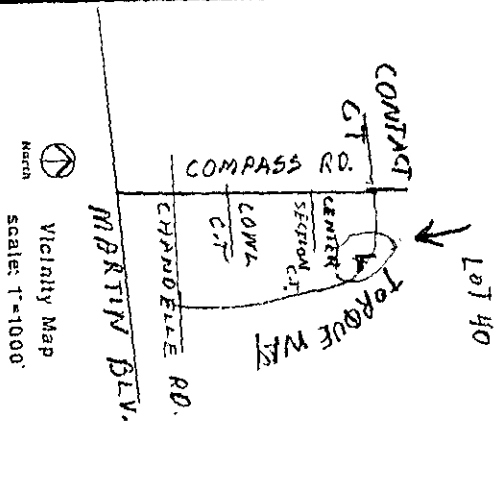 LOT 40
CONTACT
CT
COMPASS RD.
CENTER
SECTION
C.T
COWL
C.T
TORQUE WAY
CHANDELLE RD.
MARTIN BLV.
North
Vicinity Map
scale: 1"=1000'